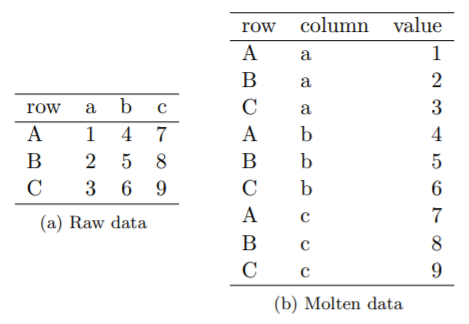 row a b c
A 1 4 7
B 2 5 8
C 3 6 9
(a) Raw data
row column value
A a 1
B a 2
C a 3
A b 4
B b 5
C b 6
A c 7
B c 8
C c 9
(b) Molten data